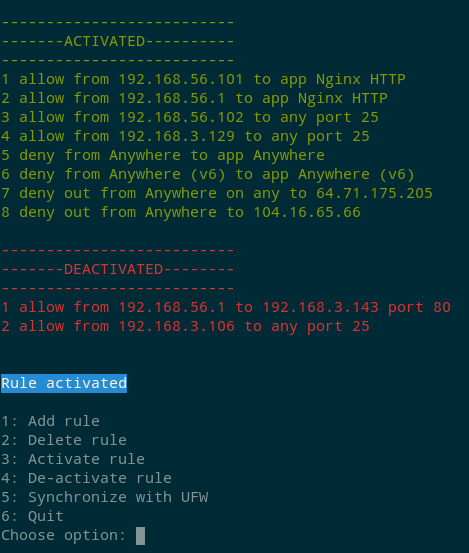 --------------------------
-------ACTIVATED----------
--------------------------
1 allow from 192.168.56.101 to app Nginx HTTP
2 allow from 192.168.56.1 to app Nginx HTTP
3 allow from 192.168.56.102 to any port 25
4 allow from 192.168.3.129 to any port 25
5 deny from Anywhere to app Anywhere
6 deny from Anywhere (v6) to app Anywhere (v6)
7 deny out from Anywhere on any to 64.71.175.205
8 deny out from Anywhere to 104.16.65.66
--------------------------
-------DEACTIVATED--------
--------------------------
1 allow from 192.168.56.1 to 192.168.3.143 port 80
2 allow from 192.168.3.106 to any port 25
Rule activated
1: Add rule
2: Delete rule
3: Activate rule
4: De-activate rule
5: Synchronize with UFW
6: Quit
Choose option: